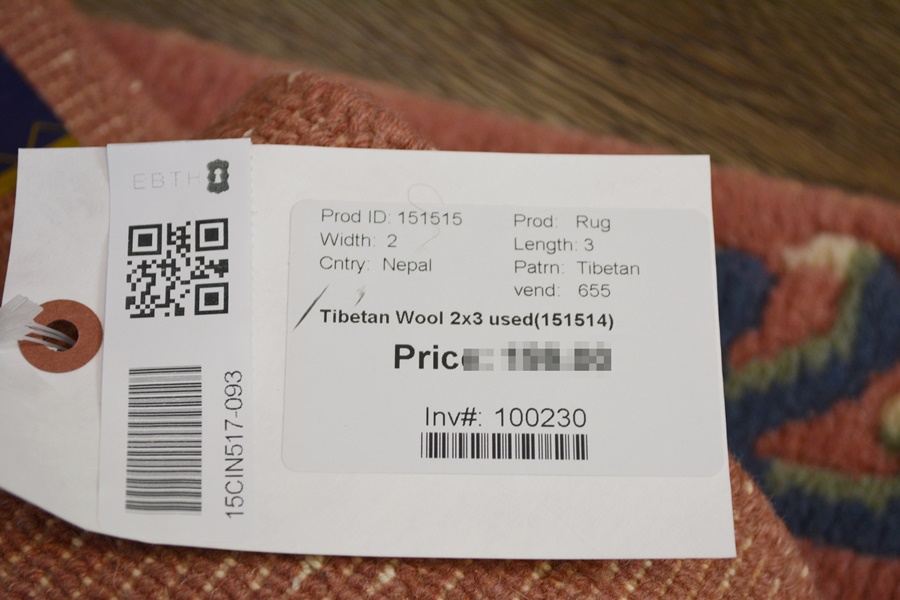 EBTH
15CIN517-093
Prod ID: 151515 Prod: Rug
Width: 2 Length: 3
Cntry: Nepal Patrn: Tibetan
vend: 655
Tibetan Wool 2x3 used(151514)
Price:
Inv#: 100230